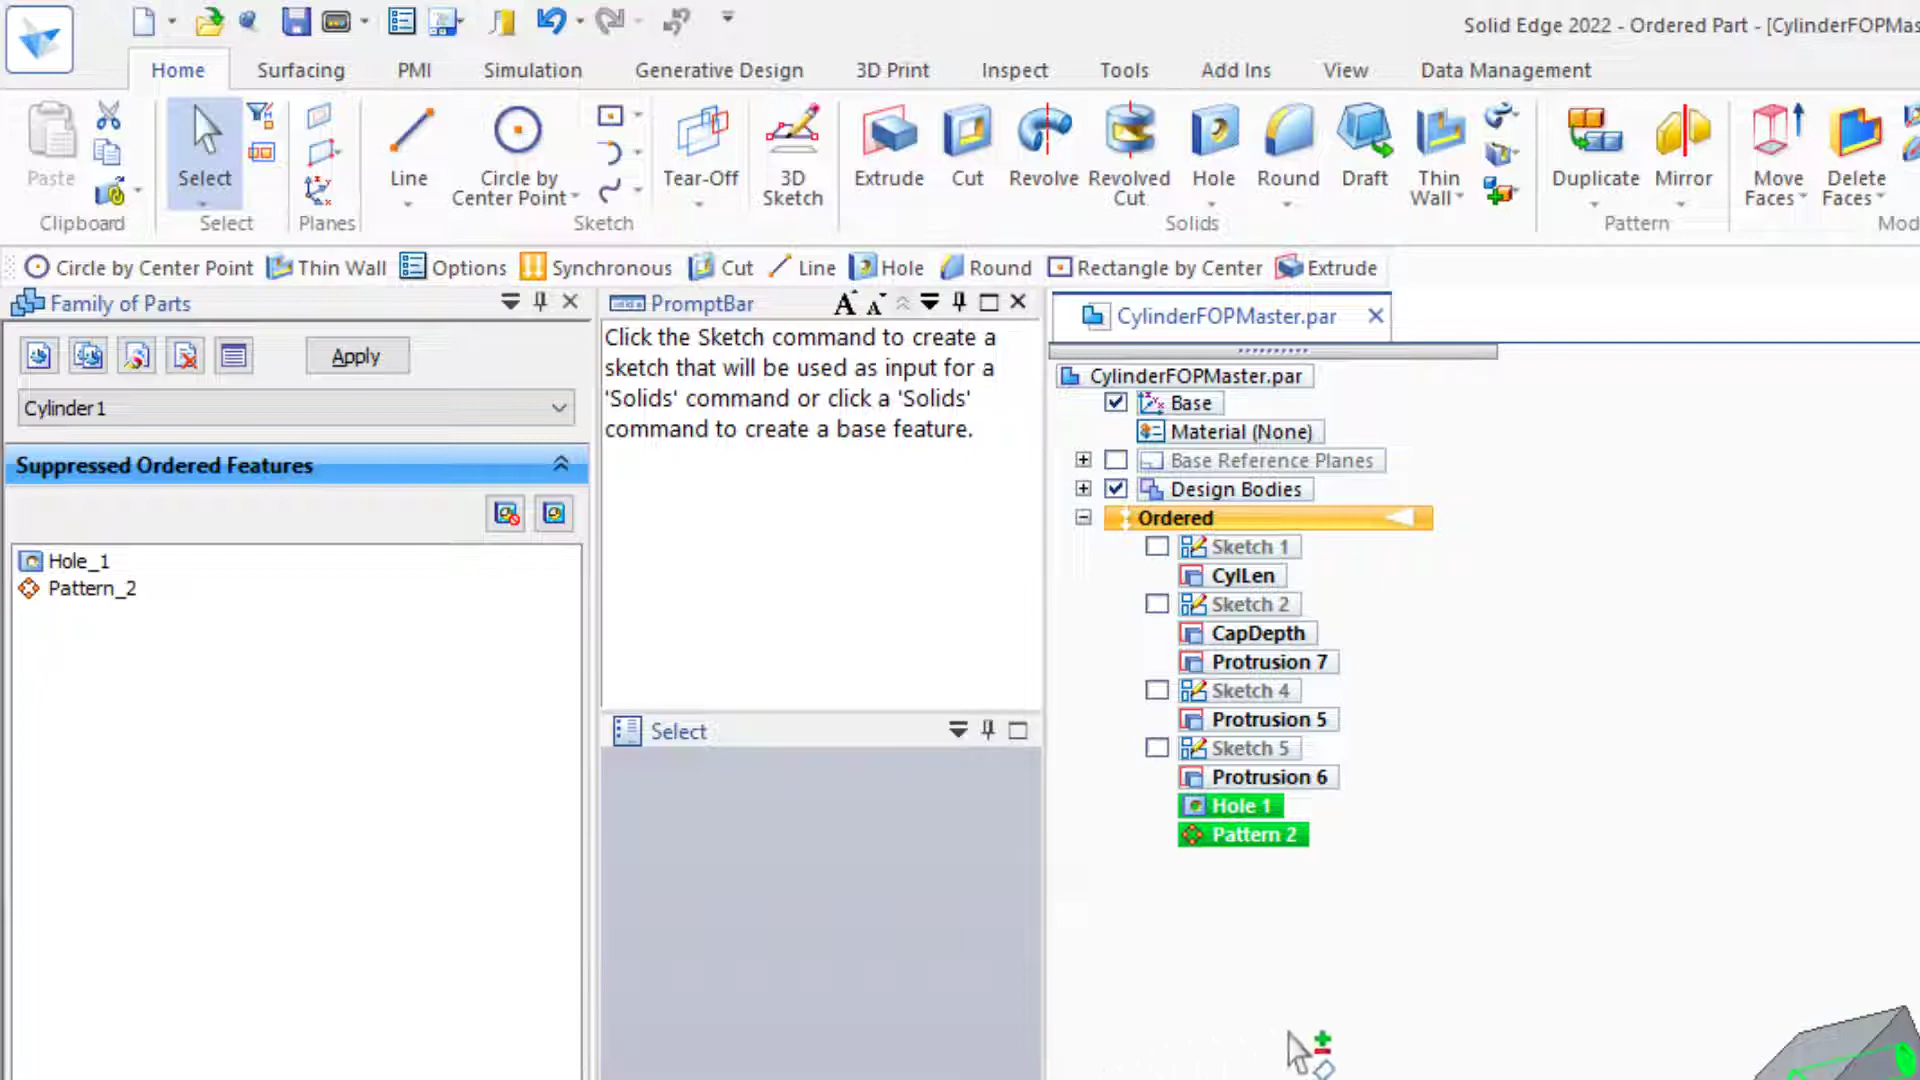 Solid Edge 2022 - Ordered Part - [CylinderFOPMas
Home Surfacing PMI Simulation Generative Design 3D Print Inspect Tools Add Ins View Data Management
Paste Select Line Circle by Center Point Tear-Off 3D Sketch Extrude Cut Revolve Revolved Cut Hole Round Draft Thin Wall Duplicate Mirror Move Faces Delete Faces
Clipboard Select Planes Sketch Solids Pattern Mod
Circle by Center Point Thin Wall Options Synchronous Cut Line Hole Round Rectangle by Center Extrude
Family of Parts
Apply
Cylinder1
Suppressed Ordered Features
Hole_1
Pattern_2
PromptBar
Click the Sketch command to create a
sketch that will be used as input for a
'Solids' command or click a 'Solids'
command to create a base feature.
Select
CylinderFOPMaster.par
CylinderFOPMaster.par
Base
Material (None)
Base Reference Planes
Design Bodies
Ordered
Sketch 1
CylLen
Sketch 2
CapDepth
Protrusion 7
Sketch 4
Protrusion 5
Sketch 5
Protrusion 6
Hole 1
Pattern 2